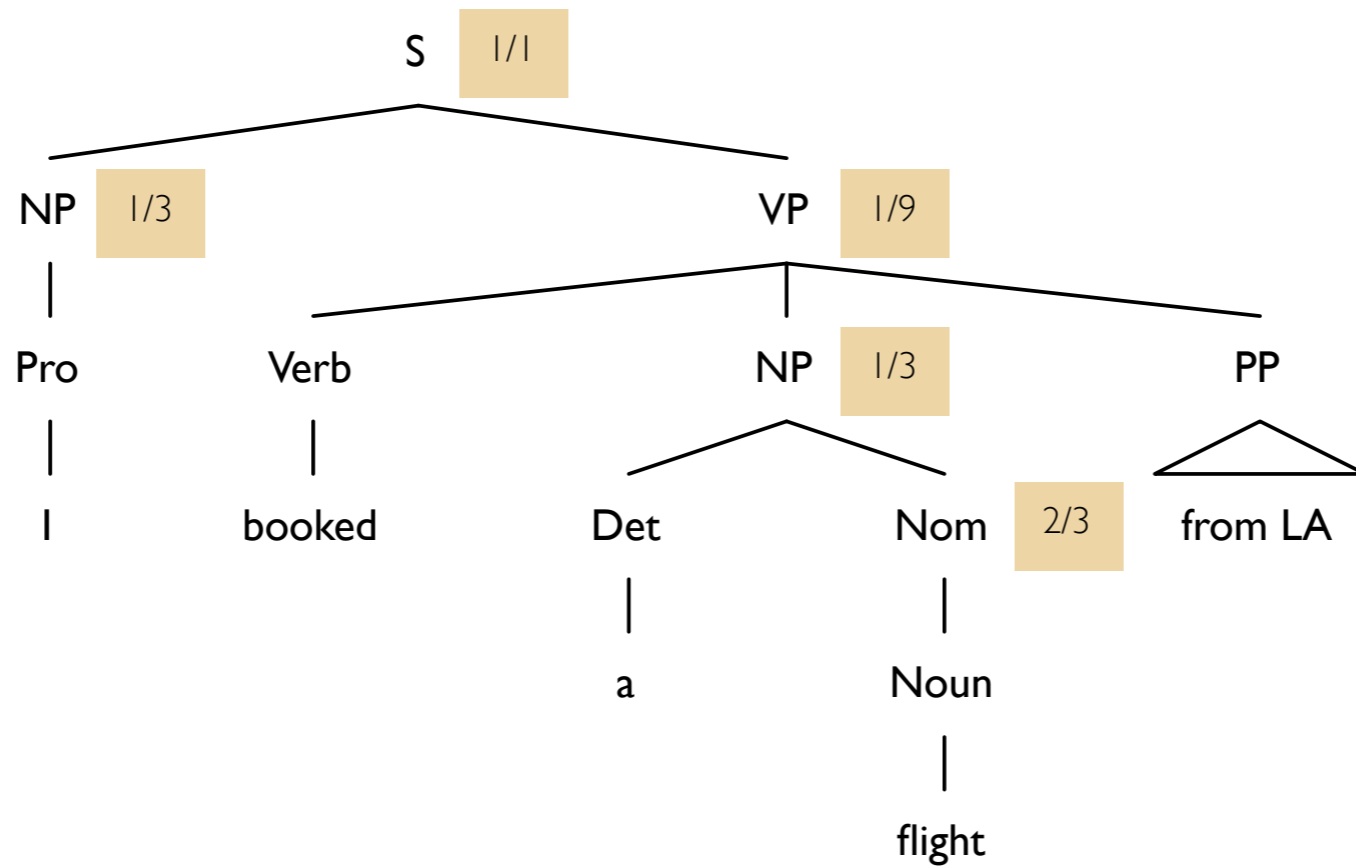 S 1/1
NP 1/3 VP 1/9
Pro Verb NP 1/3 PP
I booked Det Nom 2/3 from LA
a Noun
flight